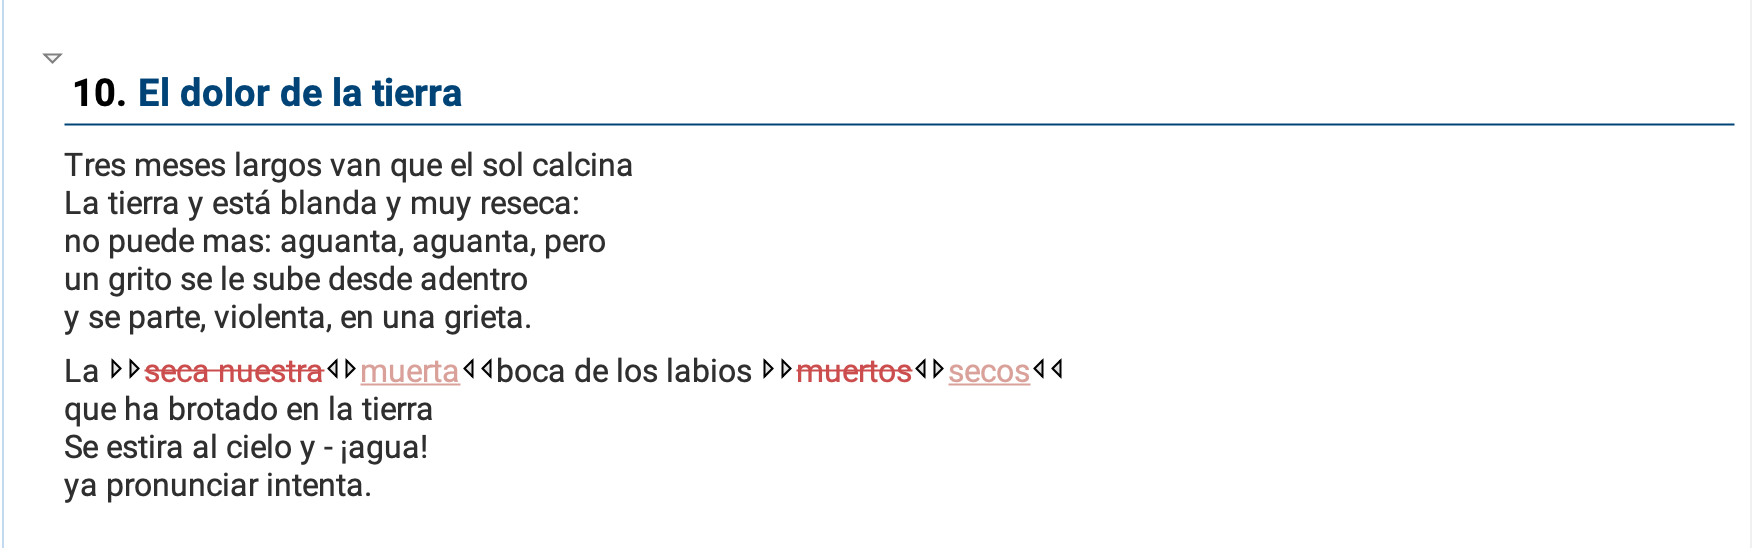 10. El dolor de la tierra
Tres meses largos van que el sol calcina
La tierra y está blanda y muy reseca:
no puede mas: aguanta, aguanta, pero
un grito se le sube desde adentro
y se parte, violenta, en una grieta.
La seca nuestra muerta boca de los labios muertos secos
que ha brotado en la tierra
Se estira al cielo y - ¡agua!
ya pronunciar intenta.